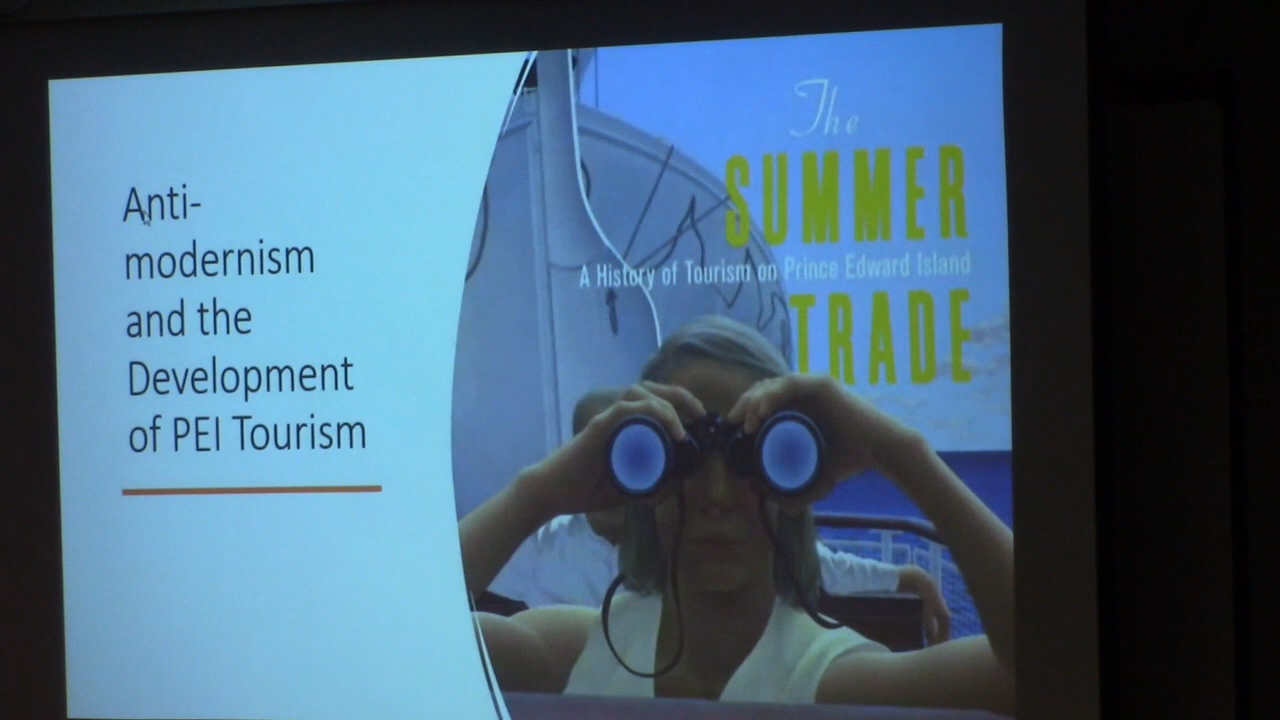 Anti-
modernism
and the
Development
of PEI Tourism
The
SUMMER
A History of Tourism on Prince Edward Island
TRADE